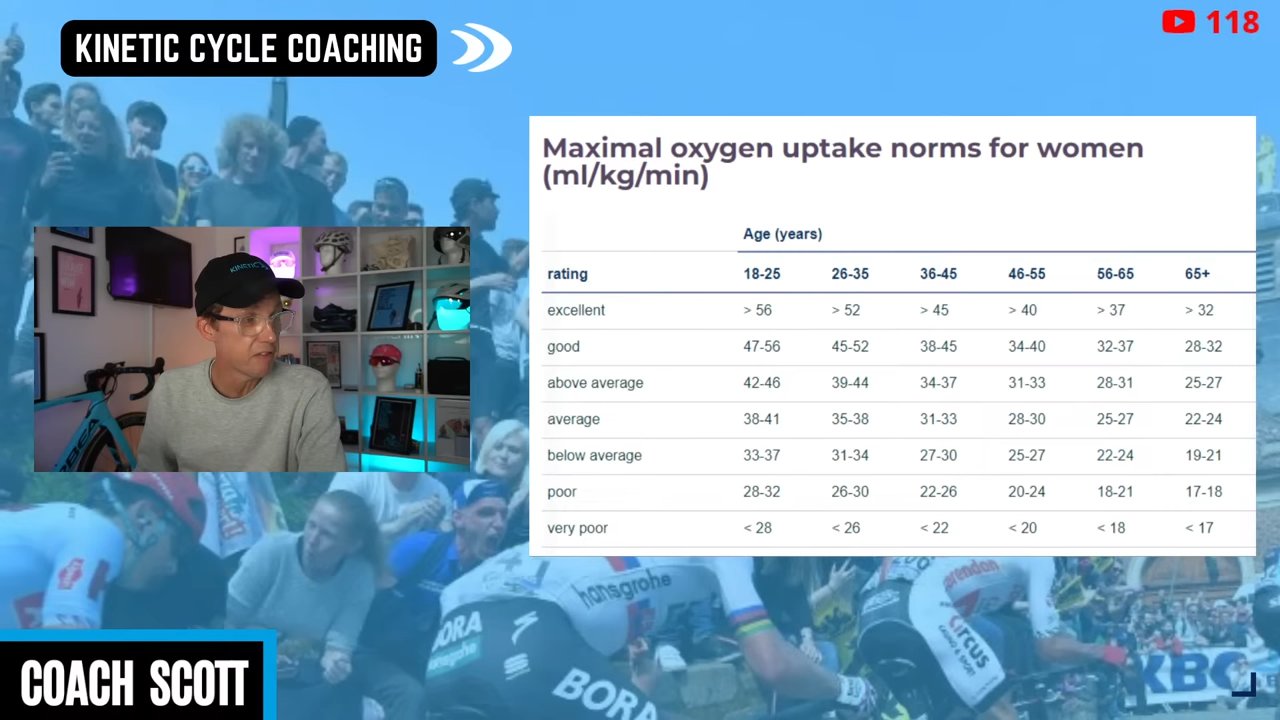 KINETIC CYCLE COACHING
118
Maximal oxygen uptake norms for women
(ml/kg/min)
Age (years)
rating 18-25 26-35 36-45 46-55 56-65 65+
excellent > 56 > 52 > 45 > 40 > 37 > 32
good 47-56 45-52 38-45 34-40 32-37 28-32
above average 42-46 39-44 34-37 31-33 28-31 25-27
average 38-41 35-38 31-33 28-30 25-27 22-24
below average 33-37 31-34 27-30 25-27 22-24 19-21
poor 28-32 26-30 22-26 20-24 18-21 17-18
very poor < 28 < 26 < 22 < 20 < 18 < 17
KINETIC
hansgrohe
BORA
hansgrohe
BORA
Circus
KBC
COACH SCOTT